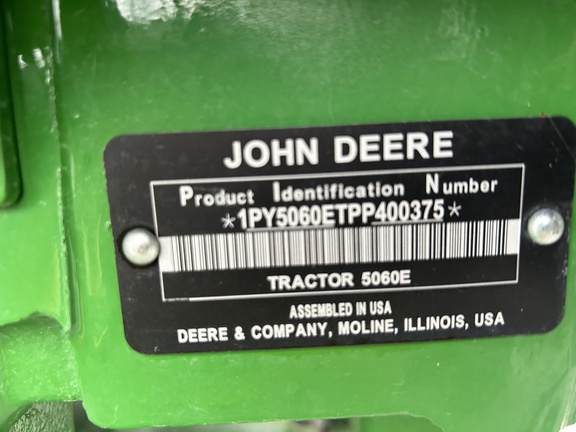 JOHN DEERE
Product Identification Number
*1PY5060ETPP400375*
TRACTOR 5060E
ASSEMBLED IN USA
DEERE & COMPANY, MOLINE, ILLINOIS, USA